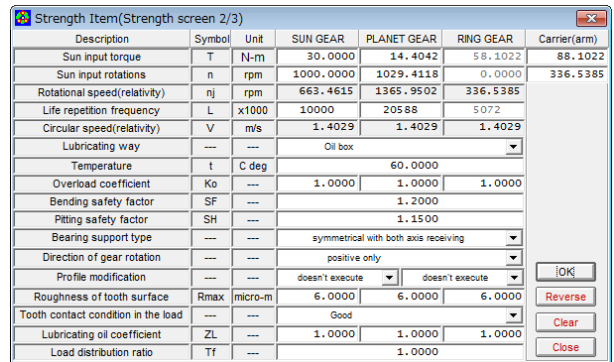 Strength Item(Strength screen 2/3)
Description Symbol Unit SUN GEAR PLANET GEAR RING GEAR Carrier(arm)
Sun input torque T N-m 30.0000 14.4042 58.1022 88.1022
Sun input rotations n rpm 1000.0000 1029.4118 0.0000 336.5385
Rotational speed(relativity) nj rpm 663.4615 1365.9502 336.5385
Life repetition frequency L x1000 10000 20588 5072
Circular speed(relativity) V m/s 1.4029 1.4029 1.4029
Lubricating way --- --- Oil box
Temperature t C deg 60.0000
Overload coefficient Ko --- 1.0000 1.0000 1.0000
Bending safety factor SF --- 1.2000
Pitting safety factor SH --- 1.1500
Bearing support type --- --- symmetrical with both axis receiving
Direction of gear rotation --- --- positive only
Profile modification --- --- doesn't execute doesn't execute OK
Roughness of tooth surface Rmax micro-m 6.0000 6.0000 6.0000 Reverse
Tooth contact condition in the load --- --- Good Clear
Lubricating oil coefficient ZL --- 1.0000 1.0000 1.0000
Load distribution ratio Tf --- 1.0000 Close